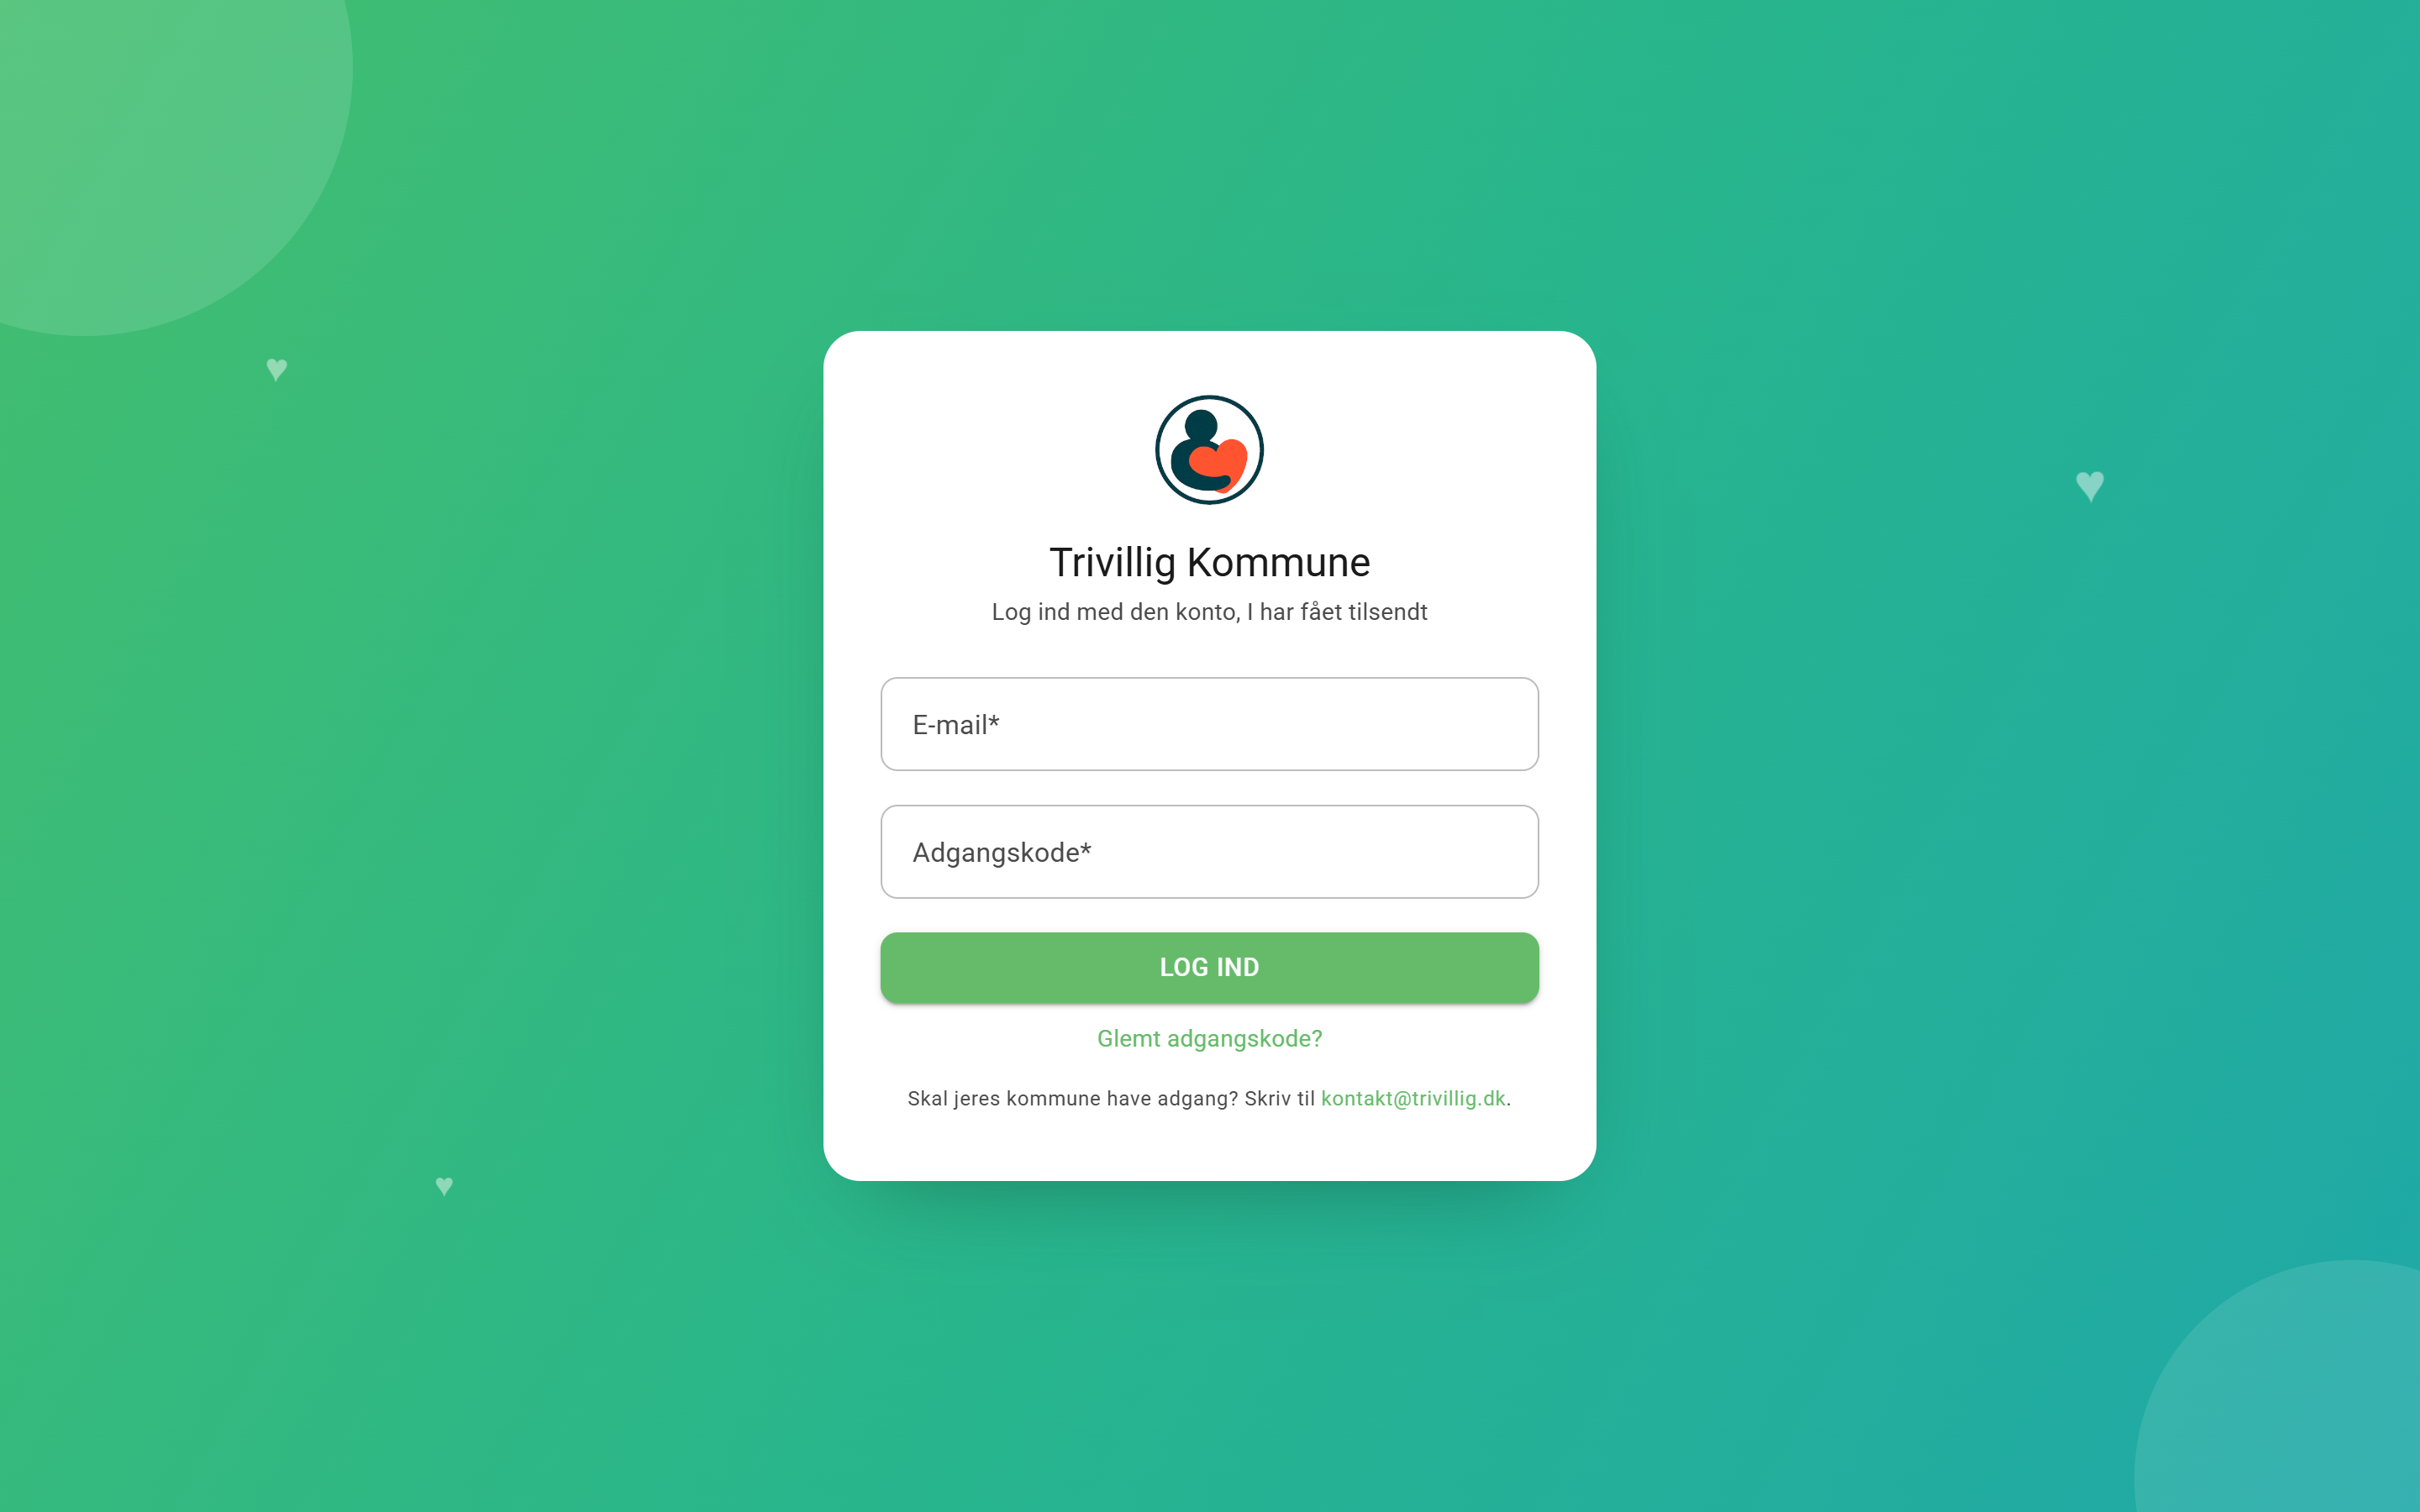 Trivillig Kommune
Log ind med den konto, I har fået tilsendt
E-mail*
Adgangskode*
LOG IND
Glemt adgangskode?
Skal jeres kommune have adgang? Skriv til kontakt@trivillig.dk.